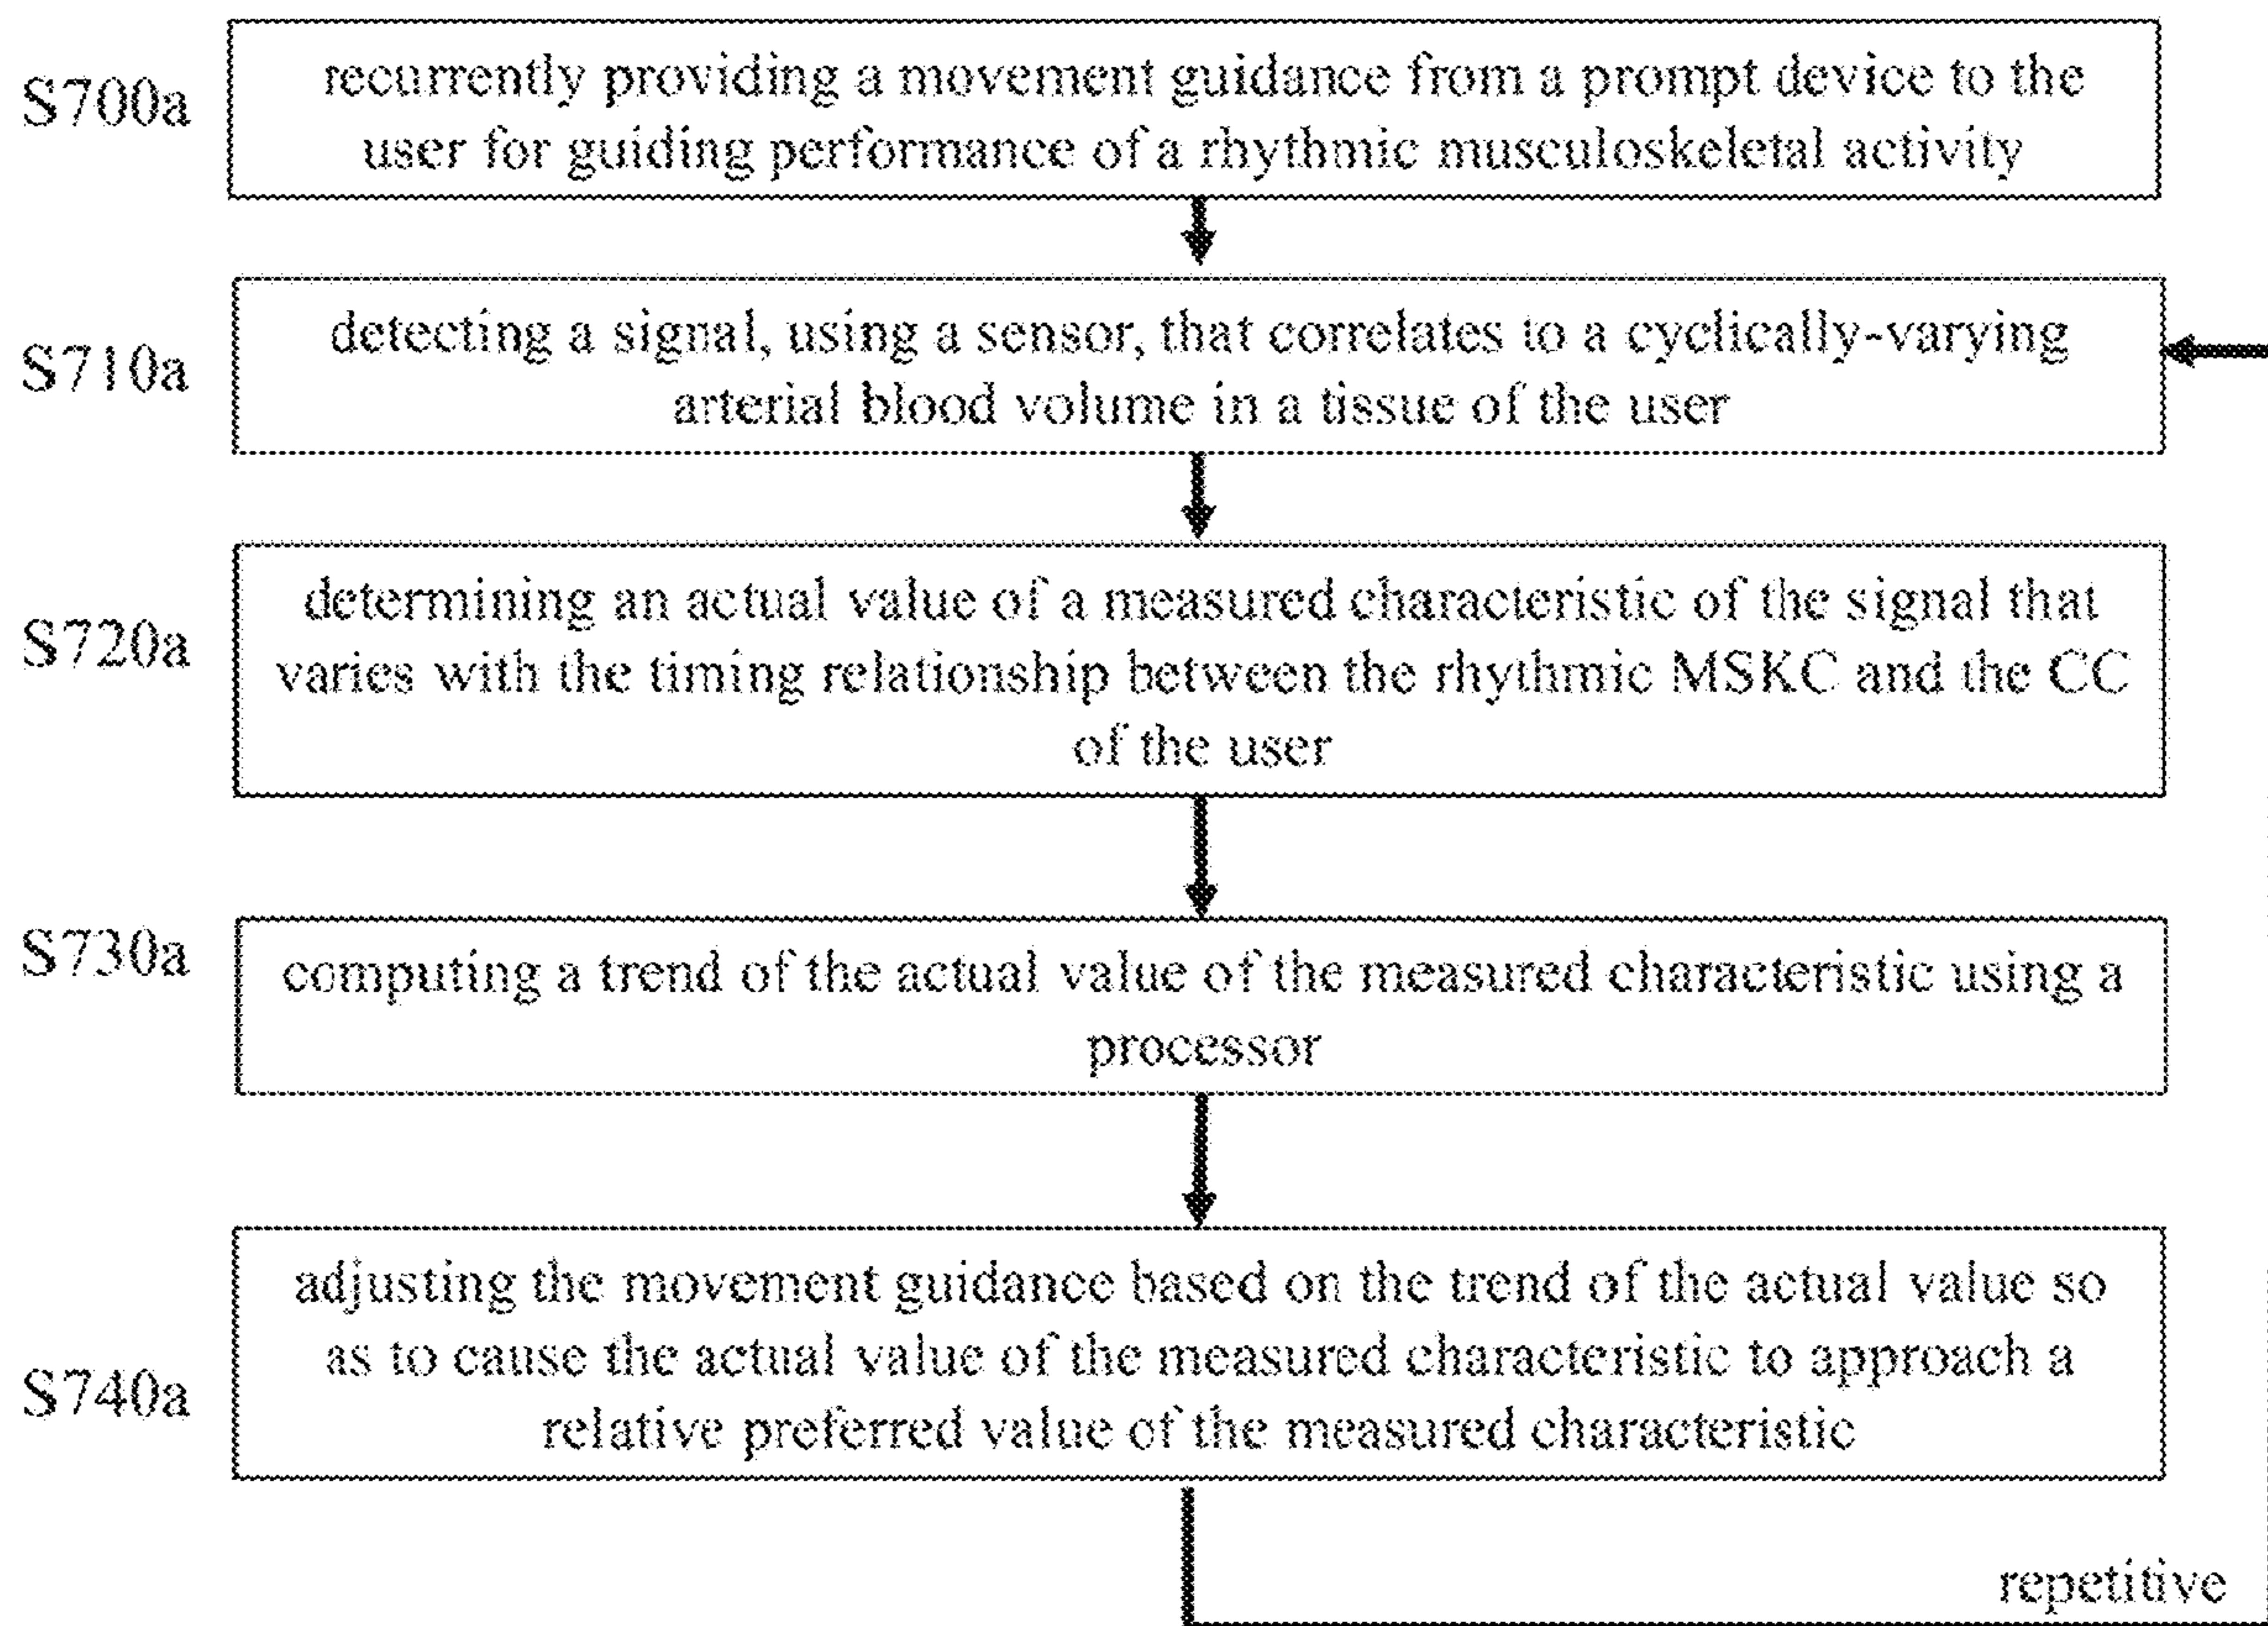 S700a
recurrently providing a movement guidance from a prompt device to the
user for guiding performance of a rhythmic musculoskeletal activity
S710a
detecting a signal, using a sensor, that correlates to a cyclically-varying
arterial blood volume in a tissue of the user
S720a
determining an actual value of a measured characteristic of the signal that
varies with the timing relationship between the rhythmic MSKC and the CC
of the user
S730a
computing a trend of the actual value of the measured characteristic using a
processor
S740a
adjusting the movement guidance based on the trend of the actual value so
as to cause the actual value of the measured characteristic to approach a
relative preferred value of the measured characteristic
repetitive